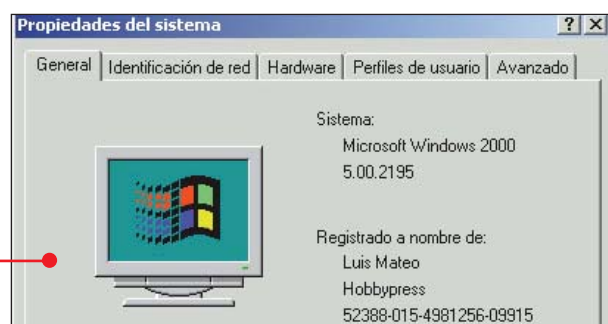 Propiedades del sistema
General Identificación de red Hardware Perfiles de usuario Avanzado
Sistema:
Microsoft Windows 2000
5.00.2195
Registrado a nombre de:
Luis Mateo
Hobbypress
52388-015-4981256-09915